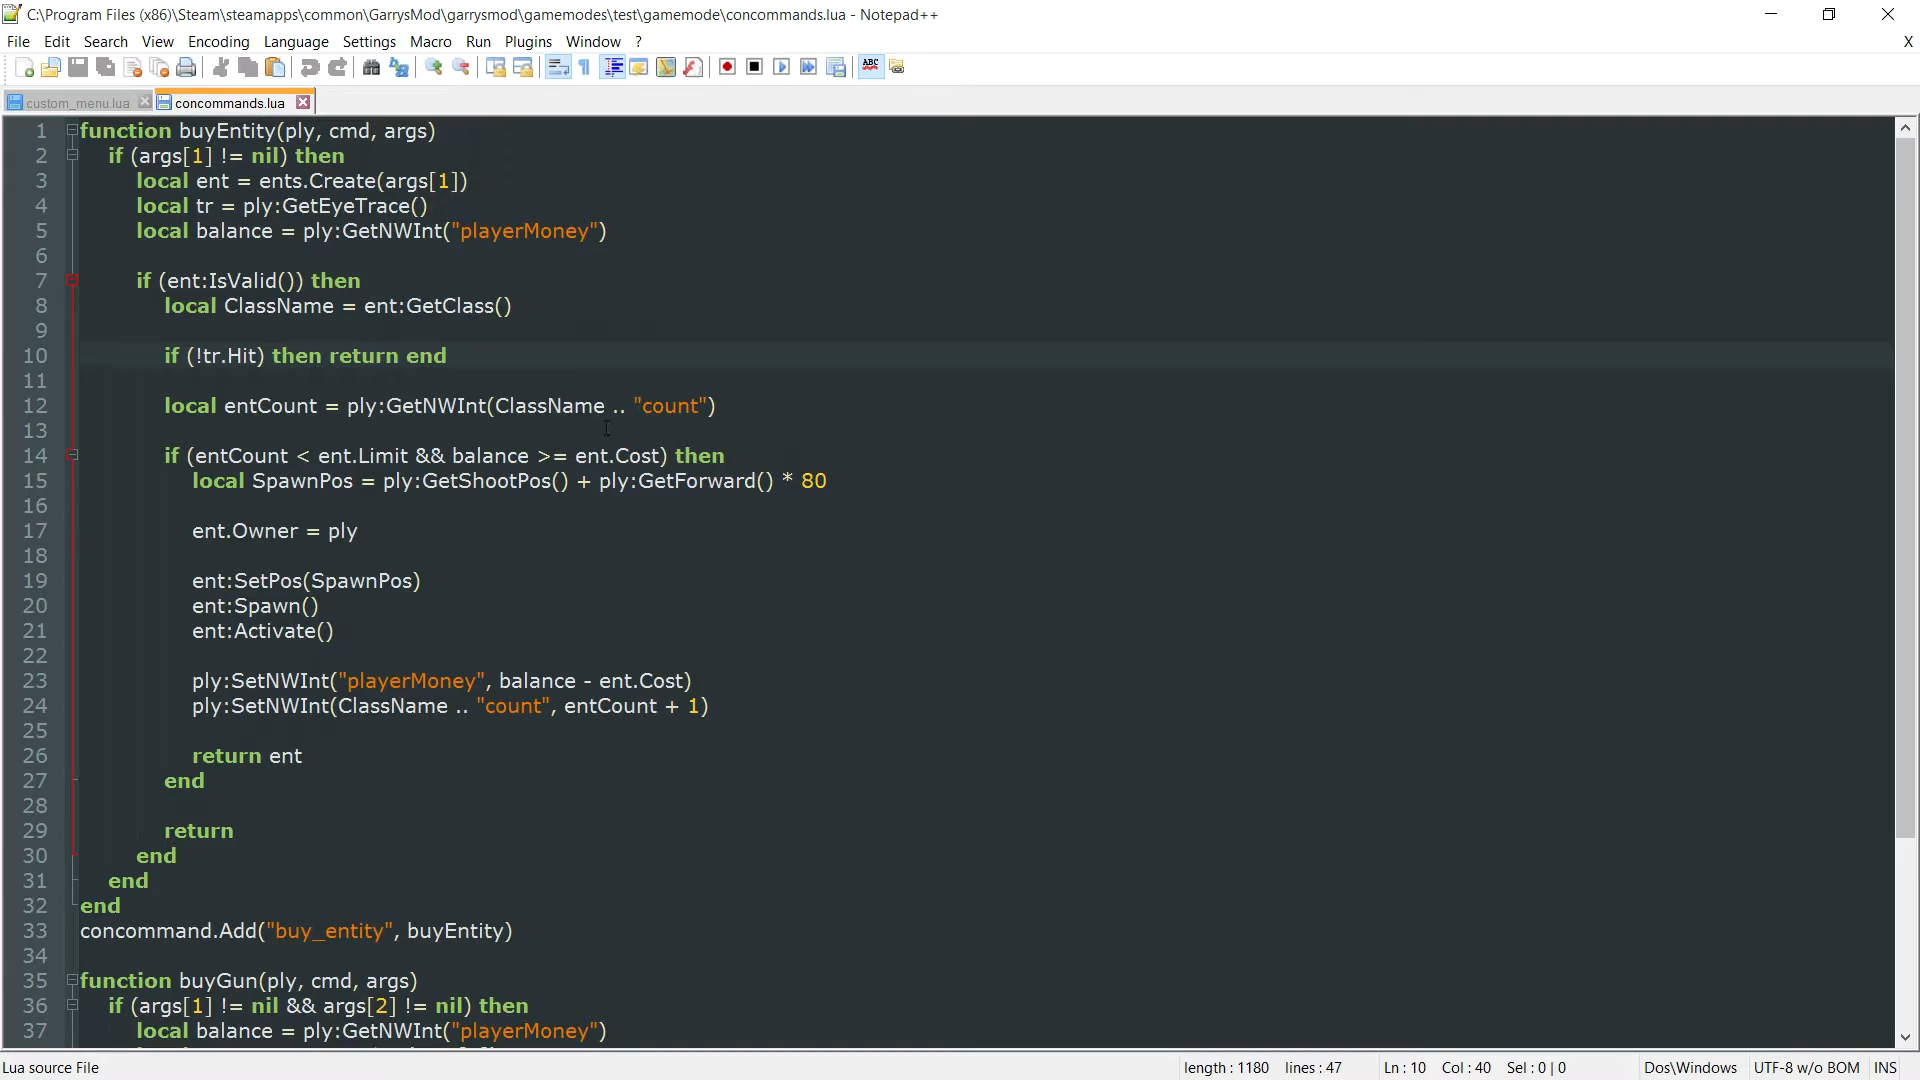 C:\Program Files (x86)\Steam\steamapps\common\GarrysMod\garrysmod\gamemodes\test\gamemode\concommands.lua - Notepad++
File Edit Search View Encoding Language Settings Macro Run Plugins Window ? X
custom_menu.lua concommands.lua
1 function buyEntity(ply, cmd, args)
2 if (args[1] != nil) then
3 local ent = ents.Create(args[1])
4 local tr = ply:GetEyeTrace()
5 local balance = ply:GetNWInt("playerMoney")
6
7 if (ent:IsValid()) then
8 local ClassName = ent:GetClass()
9
10 if (!tr.Hit) then return end
11
12 local entCount = ply:GetNWInt(ClassName .. "count")
13
14 if (entCount < ent.Limit && balance >= ent.Cost) then
15 local SpawnPos = ply:GetShootPos() + ply:GetForward() * 80
16
17 ent.Owner = ply
18
19 ent:SetPos(SpawnPos)
20 ent:Spawn()
21 ent:Activate()
22
23 ply:SetNWInt("playerMoney", balance - ent.Cost)
24 ply:SetNWInt(ClassName .. "count", entCount + 1)
25
26 return ent
27 end
28
29 return
30 end
31 end
32 end
33 concommand.Add("buy_entity", buyEntity)
34
35 function buyGun(ply, cmd, args)
36 if (args[1] != nil && args[2] != nil) then
37 local balance = ply:GetNWInt("playerMoney")
Lua source File length : 1180 lines : 47 Ln : 10 Col : 40 Sel : 0 | 0 Dos\Windows UTF-8 w/o BOM INS